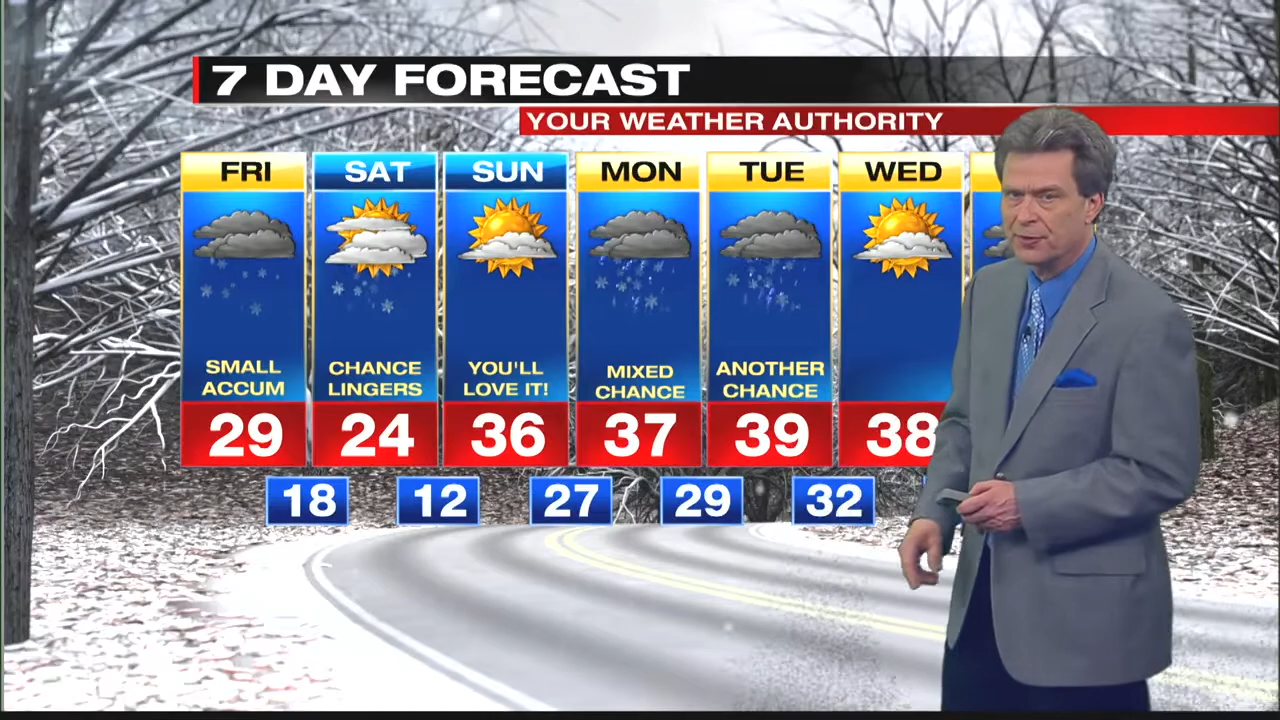 7 DAY FORECAST
YOUR WEATHER AUTHORITY
FRI
SAT
SUN
MON
TUE
WED
SMALL
ACCUM
CHANCE
LINGERS
YOU'LL
LOVE IT!
MIXED
CHANCE
ANOTHER
CHANCE
29
24
36
37
39
38
18
12
27
29
32